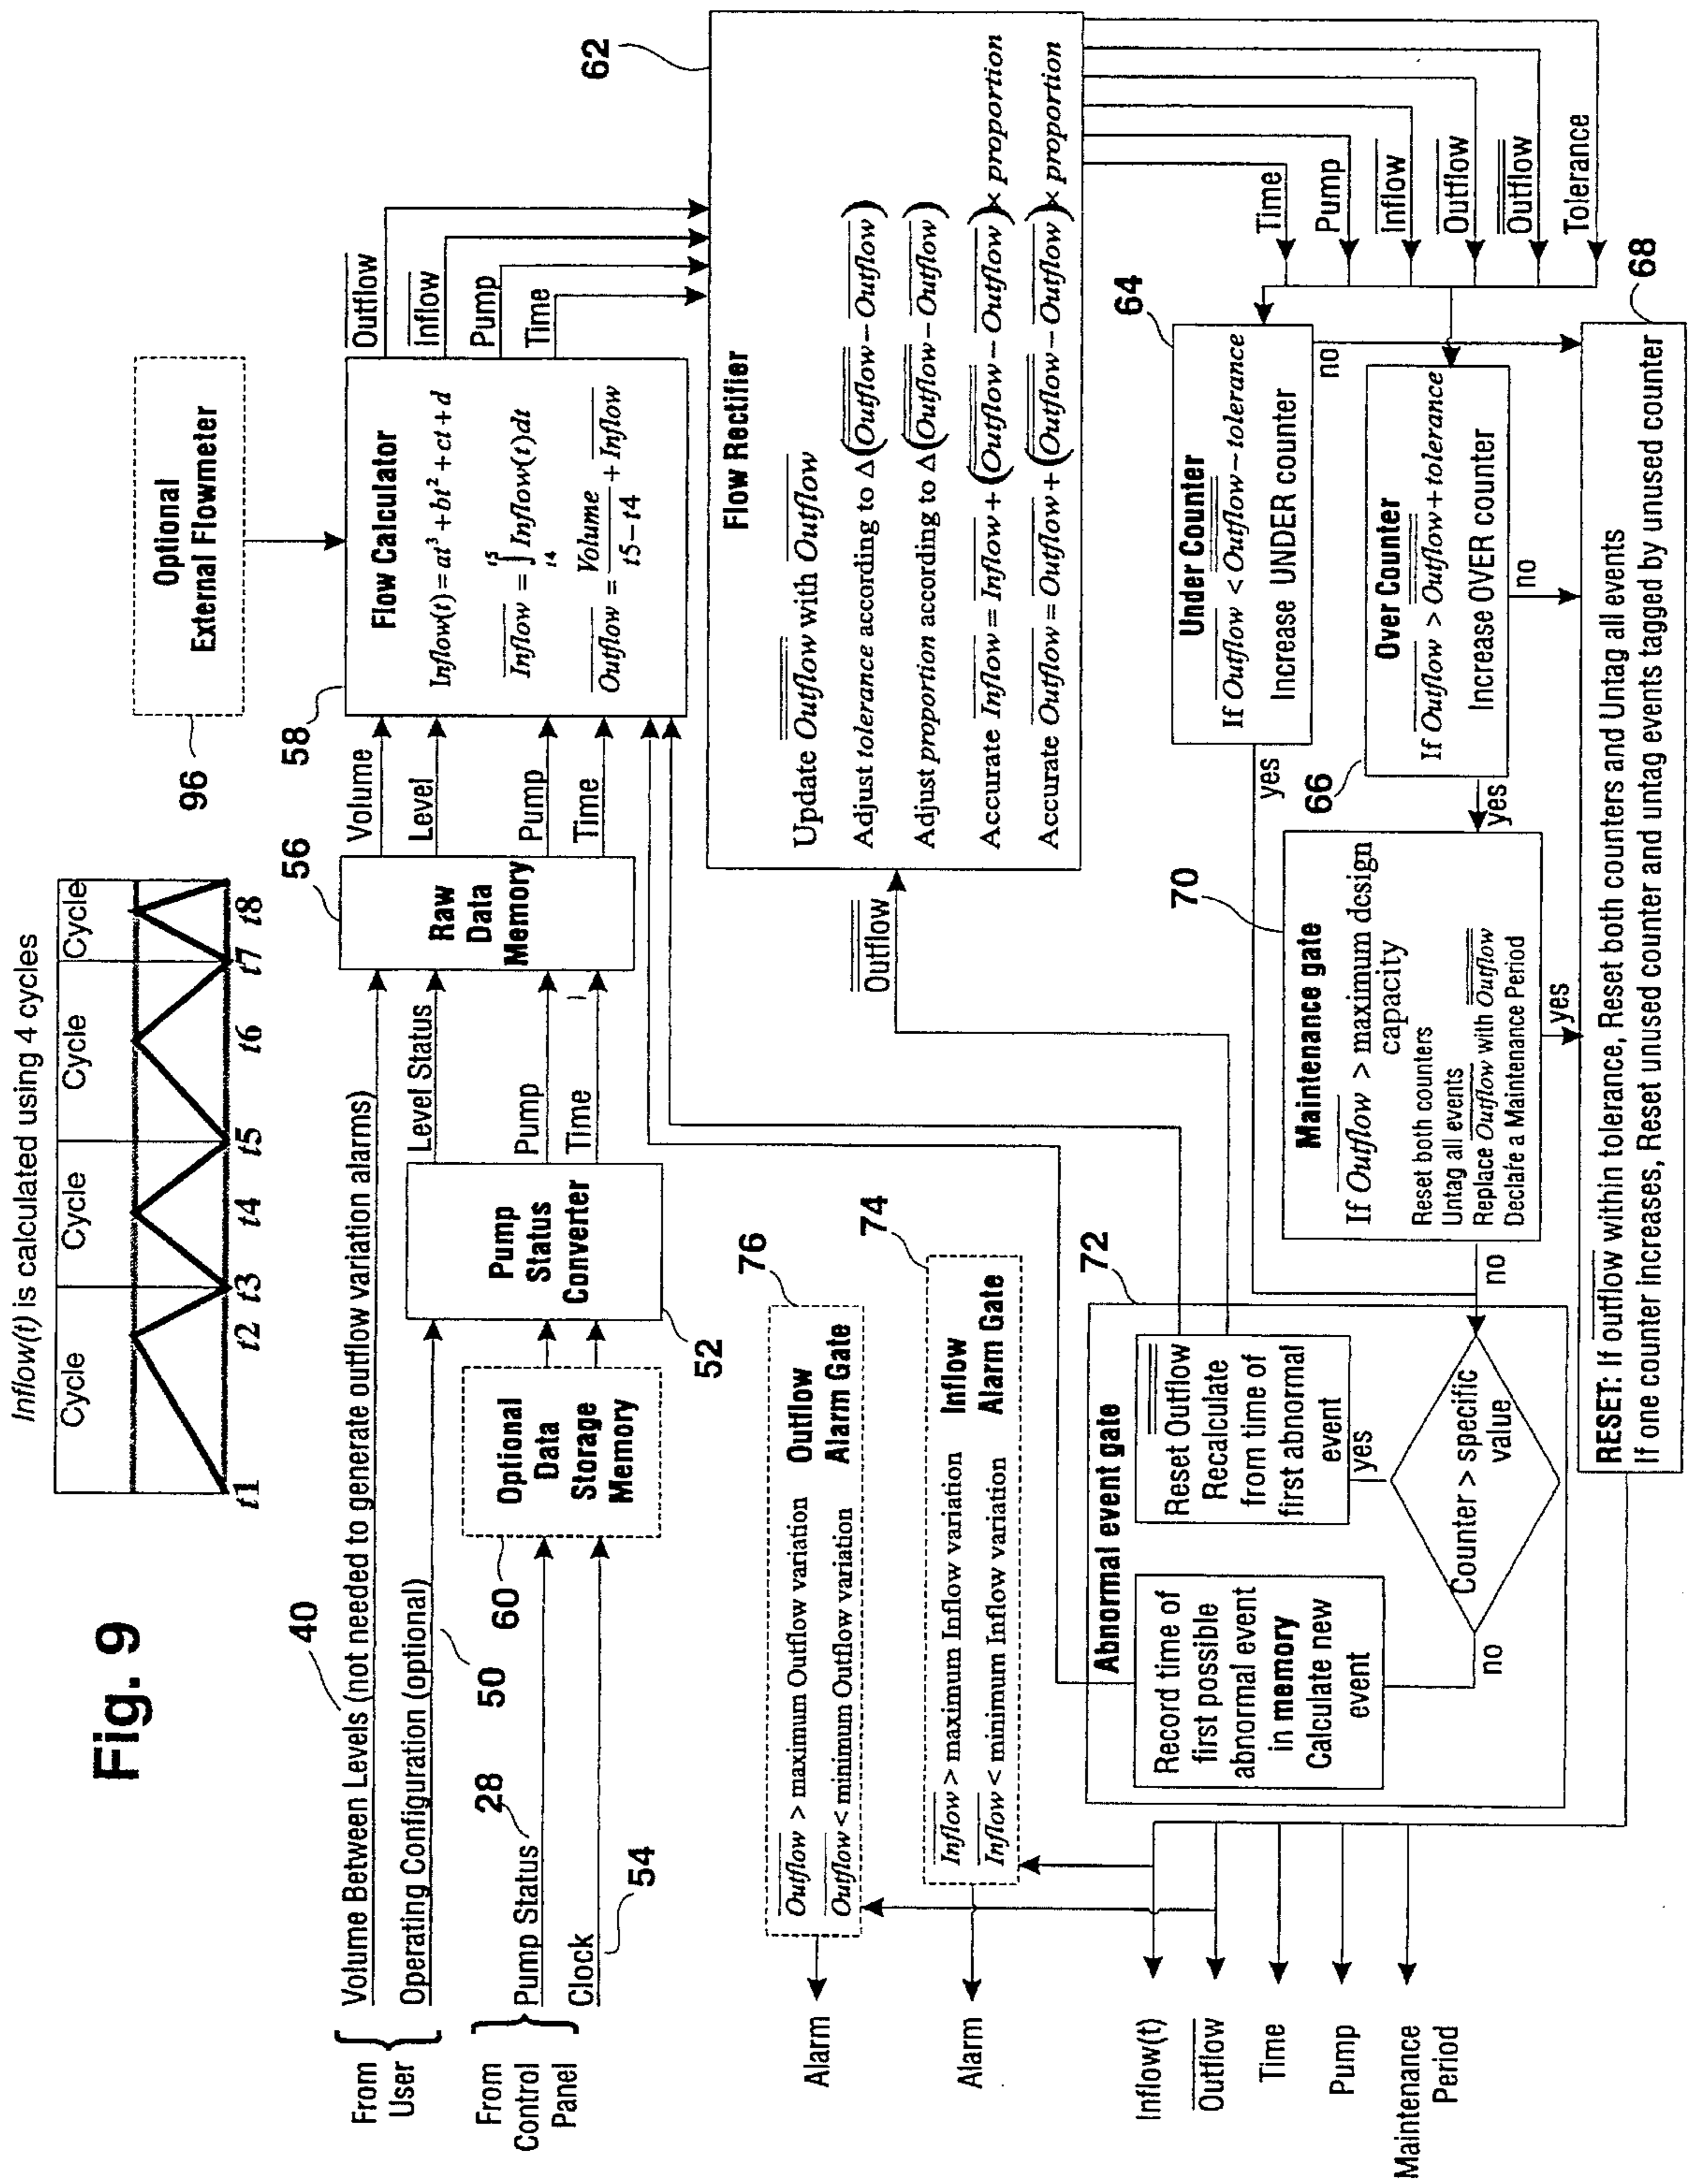 Fig. 9
Inflow(t) is calculated using 4 cycles
Cycle
Cycle
Cycle
Cycle
t1
t2
t3
t4
t5
t6
t7
t8
From
User
40
Volume Between Levels (not needed to generate outflow variation alarms)
Operating Configuration (optional)
50
From
Control
Panel
28
Pump Status
Clock
54
60
Optional
Data
Storage
Memory
Pump
Status
Converter
52
Level Status
Pump
Time
56
Raw
Data
Memory
Volume
Level
Pump
Time
96
Optional
External Flowmeter
58
Flow Calculator
Inflow(t) = at³ + bt² + ct + d
Inflow = ∫ Inflow(t)dt
t5
t4
Outflow = Volume / t5 − t4 + Inflow
Outflow
Inflow
Pump
Time
62
Flow Rectifier
Update Outflow with Outflow
Adjust tolerance according to Δ(Outflow − Outflow)
Adjust proportion according to Δ(Outflow − Outflow)
Accurate Inflow = Inflow + (Outflow − Outflow) × proportion
Accurate Outflow = Outflow + (Outflow − Outflow) × proportion
Outflow
Time
Pump
Inflow
Outflow
Outflow
Tolerance
64
Under Counter
If Outflow < Outflow − tolerance
Increase UNDER counter
yes
no
66
Over Counter
If Outflow > Outflow + tolerance
Increase OVER counter
yes
no
70
Maintenance gate
If Outflow > maximum design
capacity
Reset both counters
Untag all events
Replace Outflow with Outflow
Declare a Maintenance Period
yes
no
68
RESET: If outflow within tolerance, Reset both counters and Untag all events
If one counter increases, Reset unused counter and untag events tagged by unused counter
72
Abnormal event gate
Record time of
first possible
abnormal event
in memory
Calculate new
event
Reset Outflow
Recalculate
from time of
first abnormal
event
yes
Counter > specific
value
no
76
Outflow > maximum Outflow variation
Outflow < minimum Outflow variation
Outflow
Alarm Gate
74
Inflow > maximum Inflow variation
Inflow < minimum Inflow variation
Inflow
Alarm Gate
Alarm
Alarm
Inflow(t)
Outflow
Time
Pump
Maintenance
Period